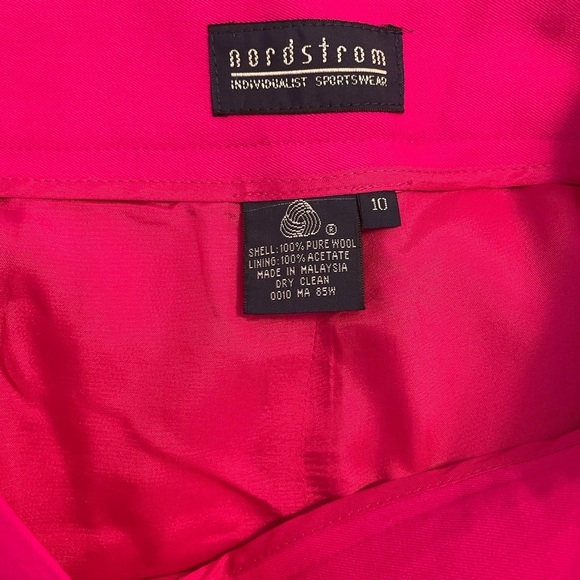 nordstrom
INDIVIDUALIST SPORTSWEAR
10
®
SHELL:100% PURE WOOL
LINING:100% ACETATE
MADE IN MALAYSIA
DRY CLEAN
0010 MA 85W